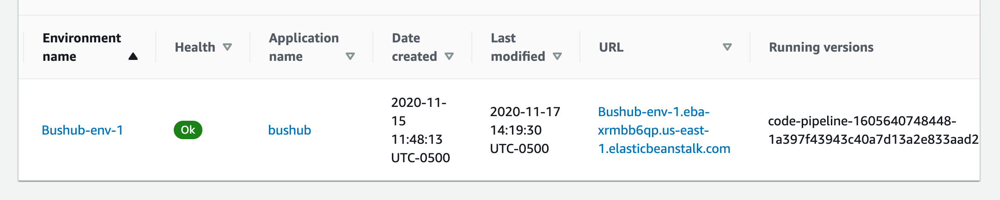 Environment
name
Health
Application
name
Date
created
Last
modified
URL
Running versions
Bushub-env-1
Ok
bushub
2020-11-
15
11:48:13
UTC-0500
2020-11-17
14:19:30
UTC-0500
Bushub-env-1.eba-
xrmbb6qp.us-east-
1.elasticbeanstalk.com
code-pipeline-1605640748448-
1a397f43943c40a7d13a2e833aad2